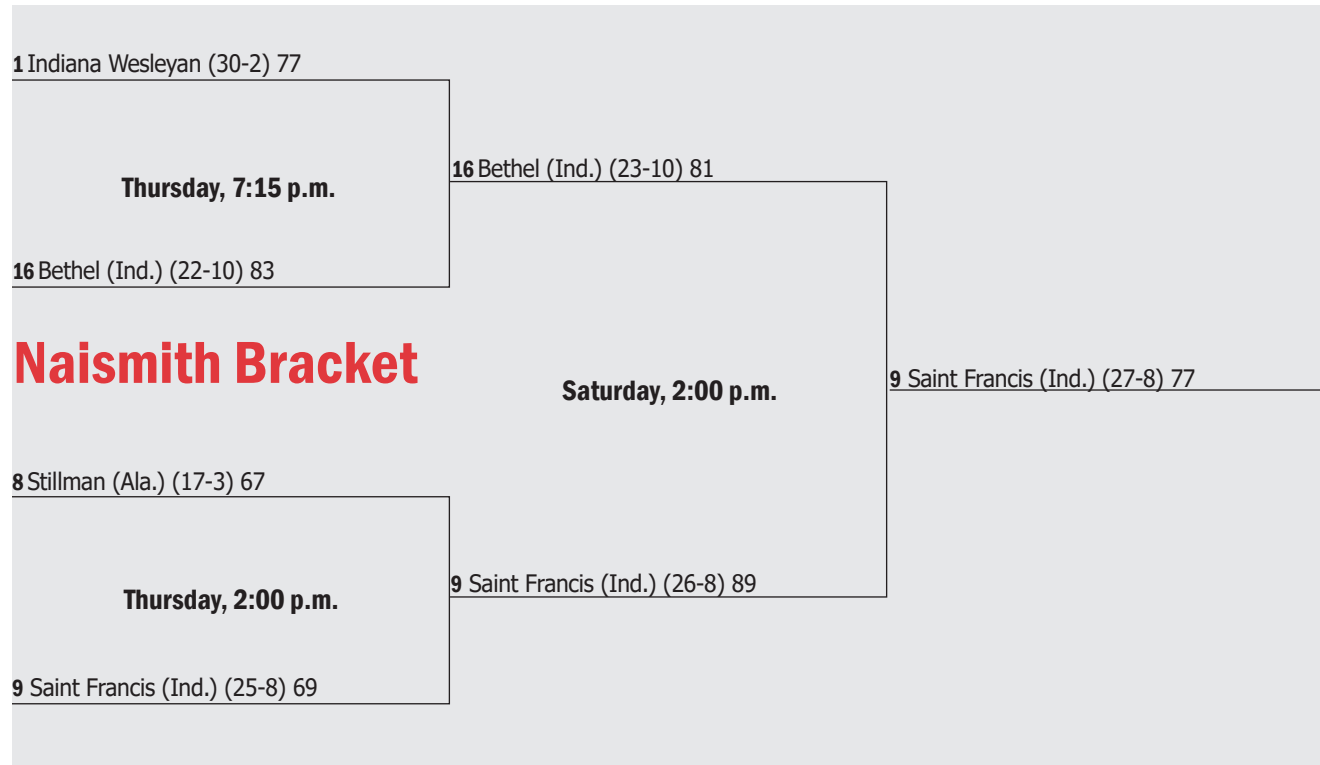 1 Indiana Wesleyan (30-2) 77
Thursday, 7:15 p.m.
16 Bethel (Ind.) (22-10) 83
16 Bethel (Ind.) (23-10) 81
Naismith Bracket
Saturday, 2:00 p.m.
9 Saint Francis (Ind.) (27-8) 77
8 Stillman (Ala.) (17-3) 67
Thursday, 2:00 p.m.
9 Saint Francis (Ind.) (25-8) 69
9 Saint Francis (Ind.) (26-8) 89